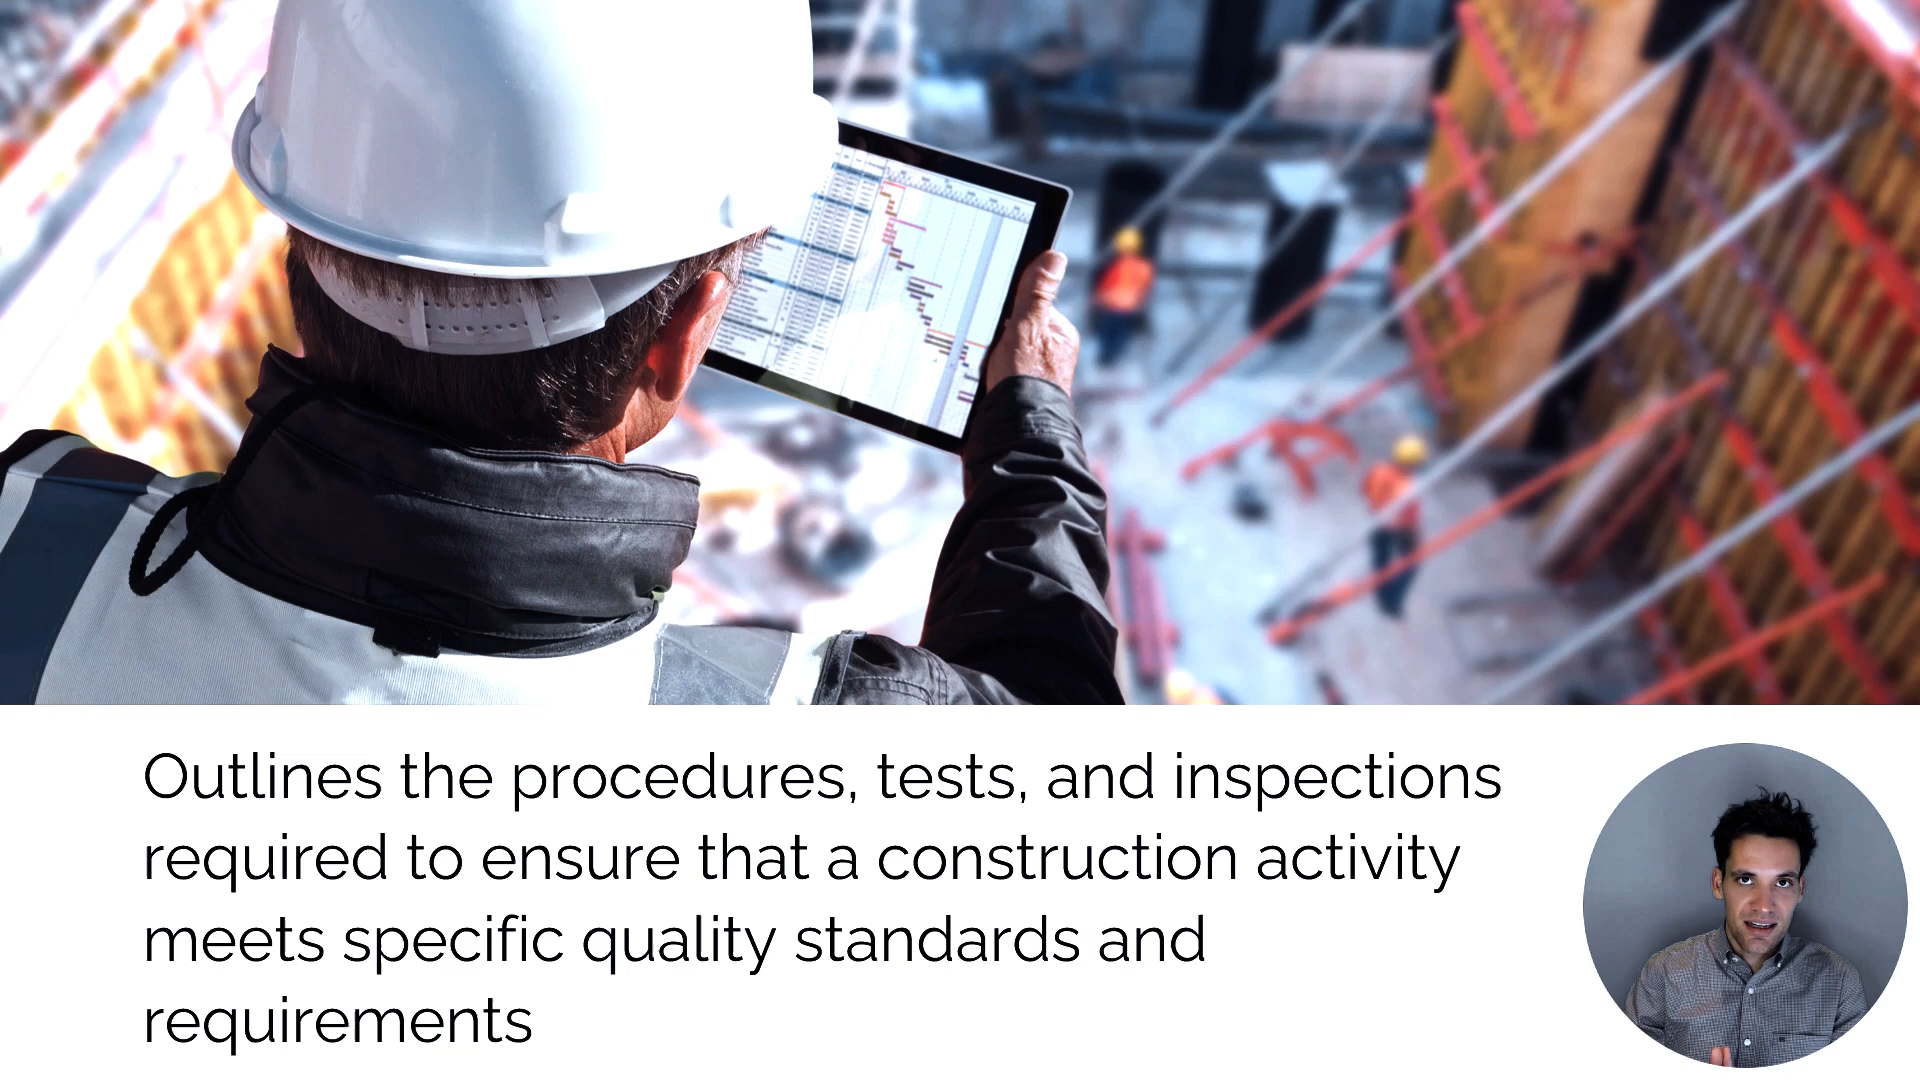 Outlines the procedures, tests, and inspections
required to ensure that a construction activity
meets specific quality standards and
requirements